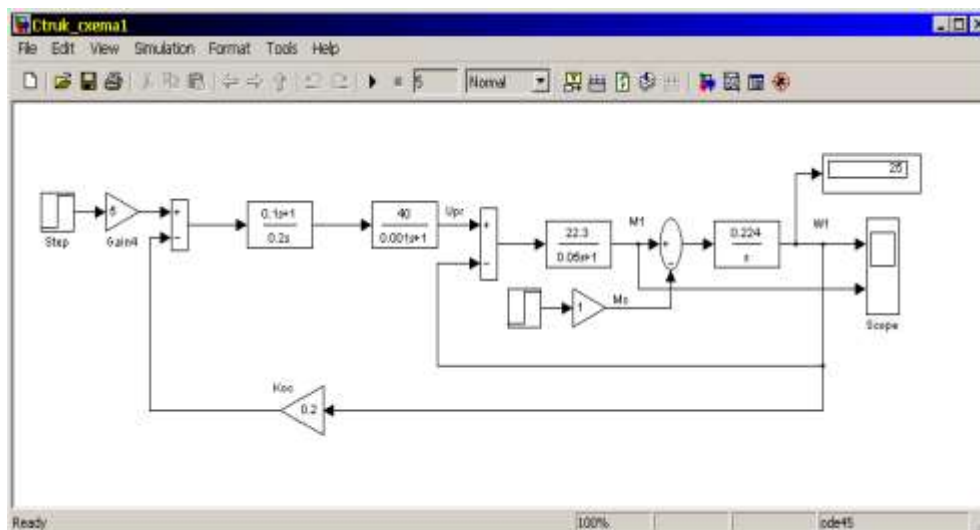 Ctruk_cxema1
File Edit View Simulation Format Tools Help
5 Normal
25
Step
5
Gain4
+
-
0.1s+1
0.2s
40
0.001s+1
Upr
+
-
22.3
0.05s+1
M1
+
-
0.224
s
W1
Scope
1
Mc
Koc
0.2
Ready 100% ode45